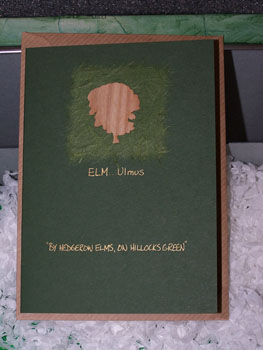 ELM Ulmus
"BY HEDGEROW ELMS, ON HILLOCKS GREEN"